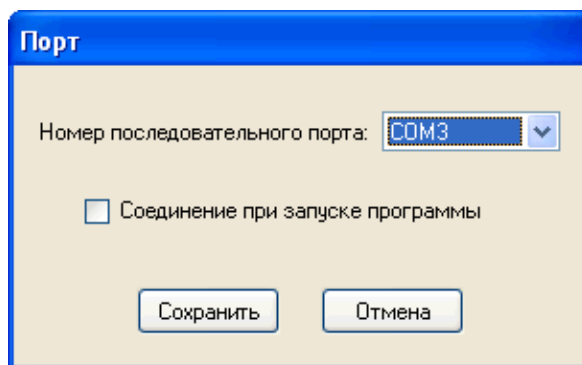 Порт
Номер последовательного порта: COM3
Соединение при запуске программы
Сохранить Отмена